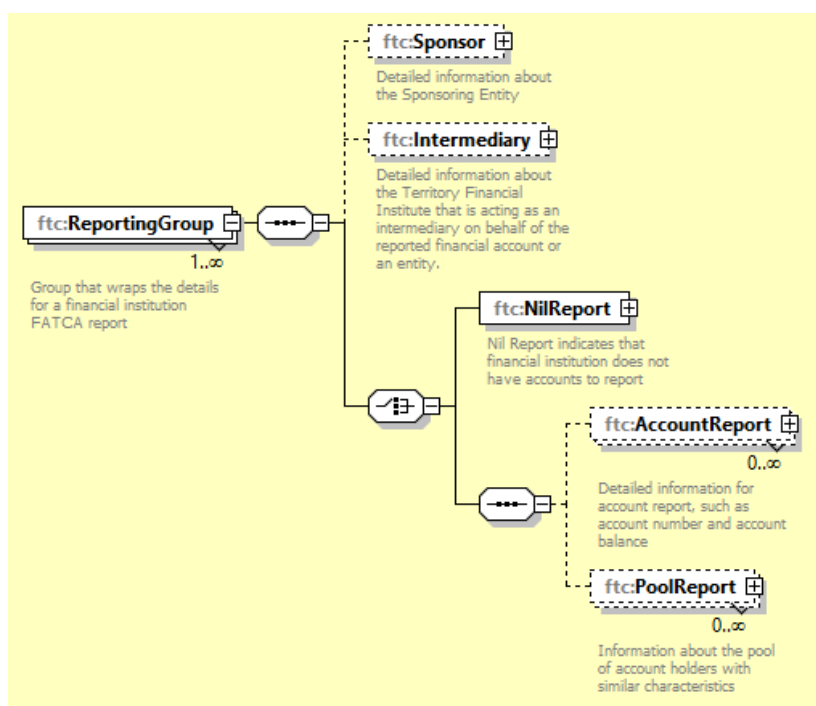 ftc:Sponsor
Detailed information about
the Sponsoring Entity
ftc:Intermediary
Detailed information about
the Territory Financial
Institute that is acting as an
intermediary on behalf of the
reported financial account or
an entity.
ftc:ReportingGroup
1..∞
Group that wraps the details
for a financial institution
FATCA report
ftc:NilReport
Nil Report indicates that
financial institution does not
have accounts to report
ftc:AccountReport
0..∞
Detailed information for
account report, such as
account number and account
balance
ftc:PoolReport
0..∞
Information about the pool
of account holders with
similar characteristics